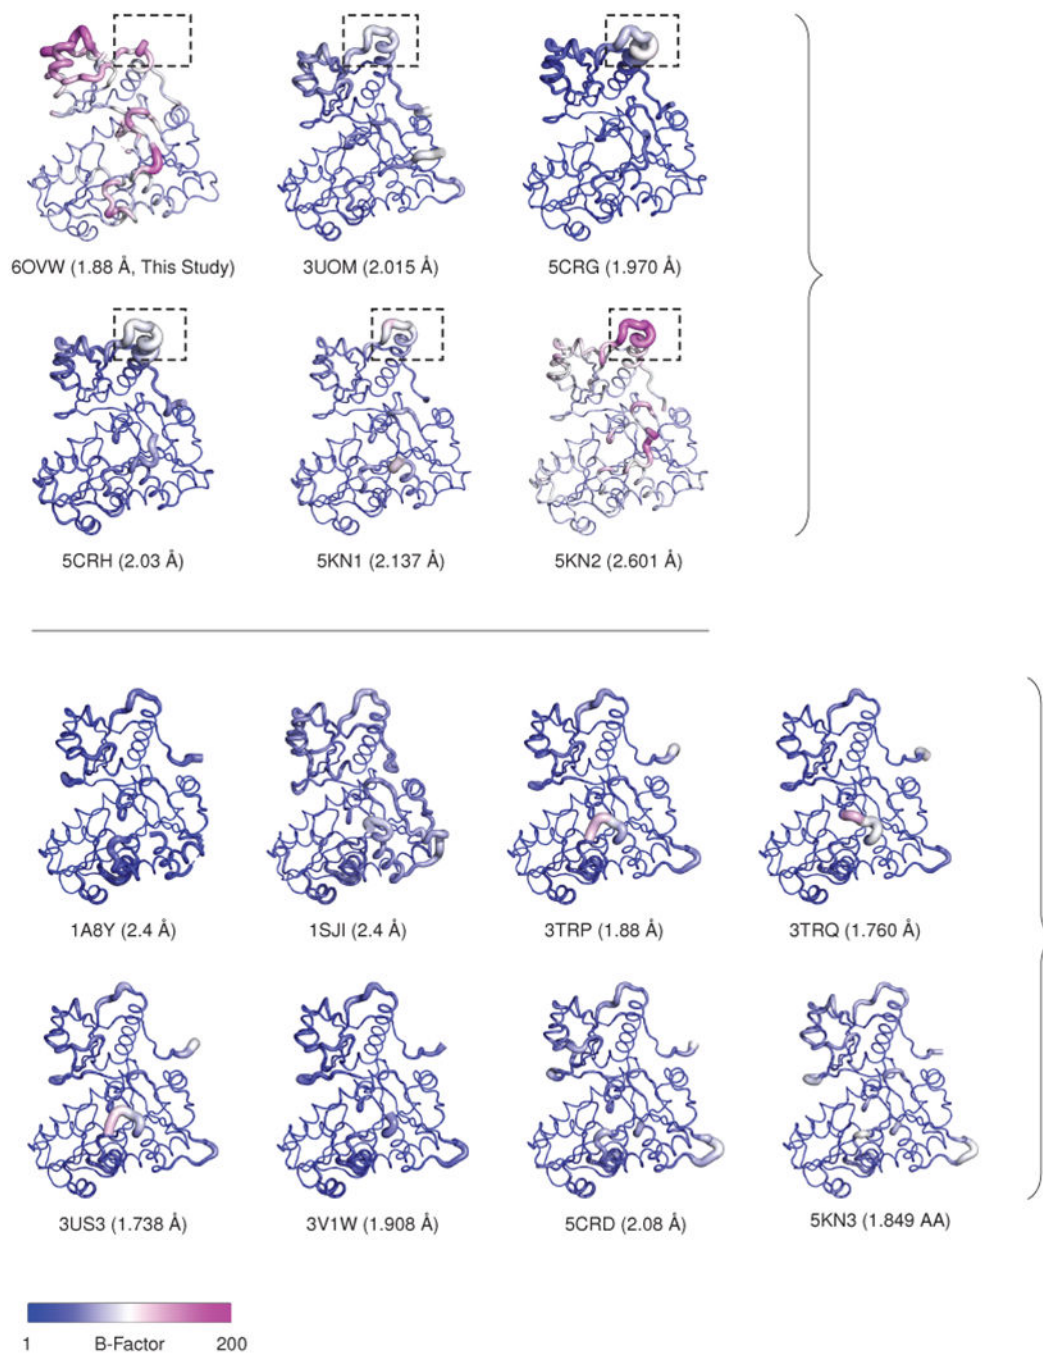 6OVW (1.88 Å, This Study)
3UOM (2.015 Å)
5CRG (1.970 Å)
5CRH (2.03 Å)
5KN1 (2.137 Å)
5KN2 (2.601 Å)
1A8Y (2.4 Å)
1SJI (2.4 Å)
3TRP (1.88 Å)
3TRQ (1.760 Å)
3US3 (1.738 Å)
3V1W (1.908 Å)
5CRD (2.08 Å)
5KN3 (1.849 AA)
1 B-Factor 200